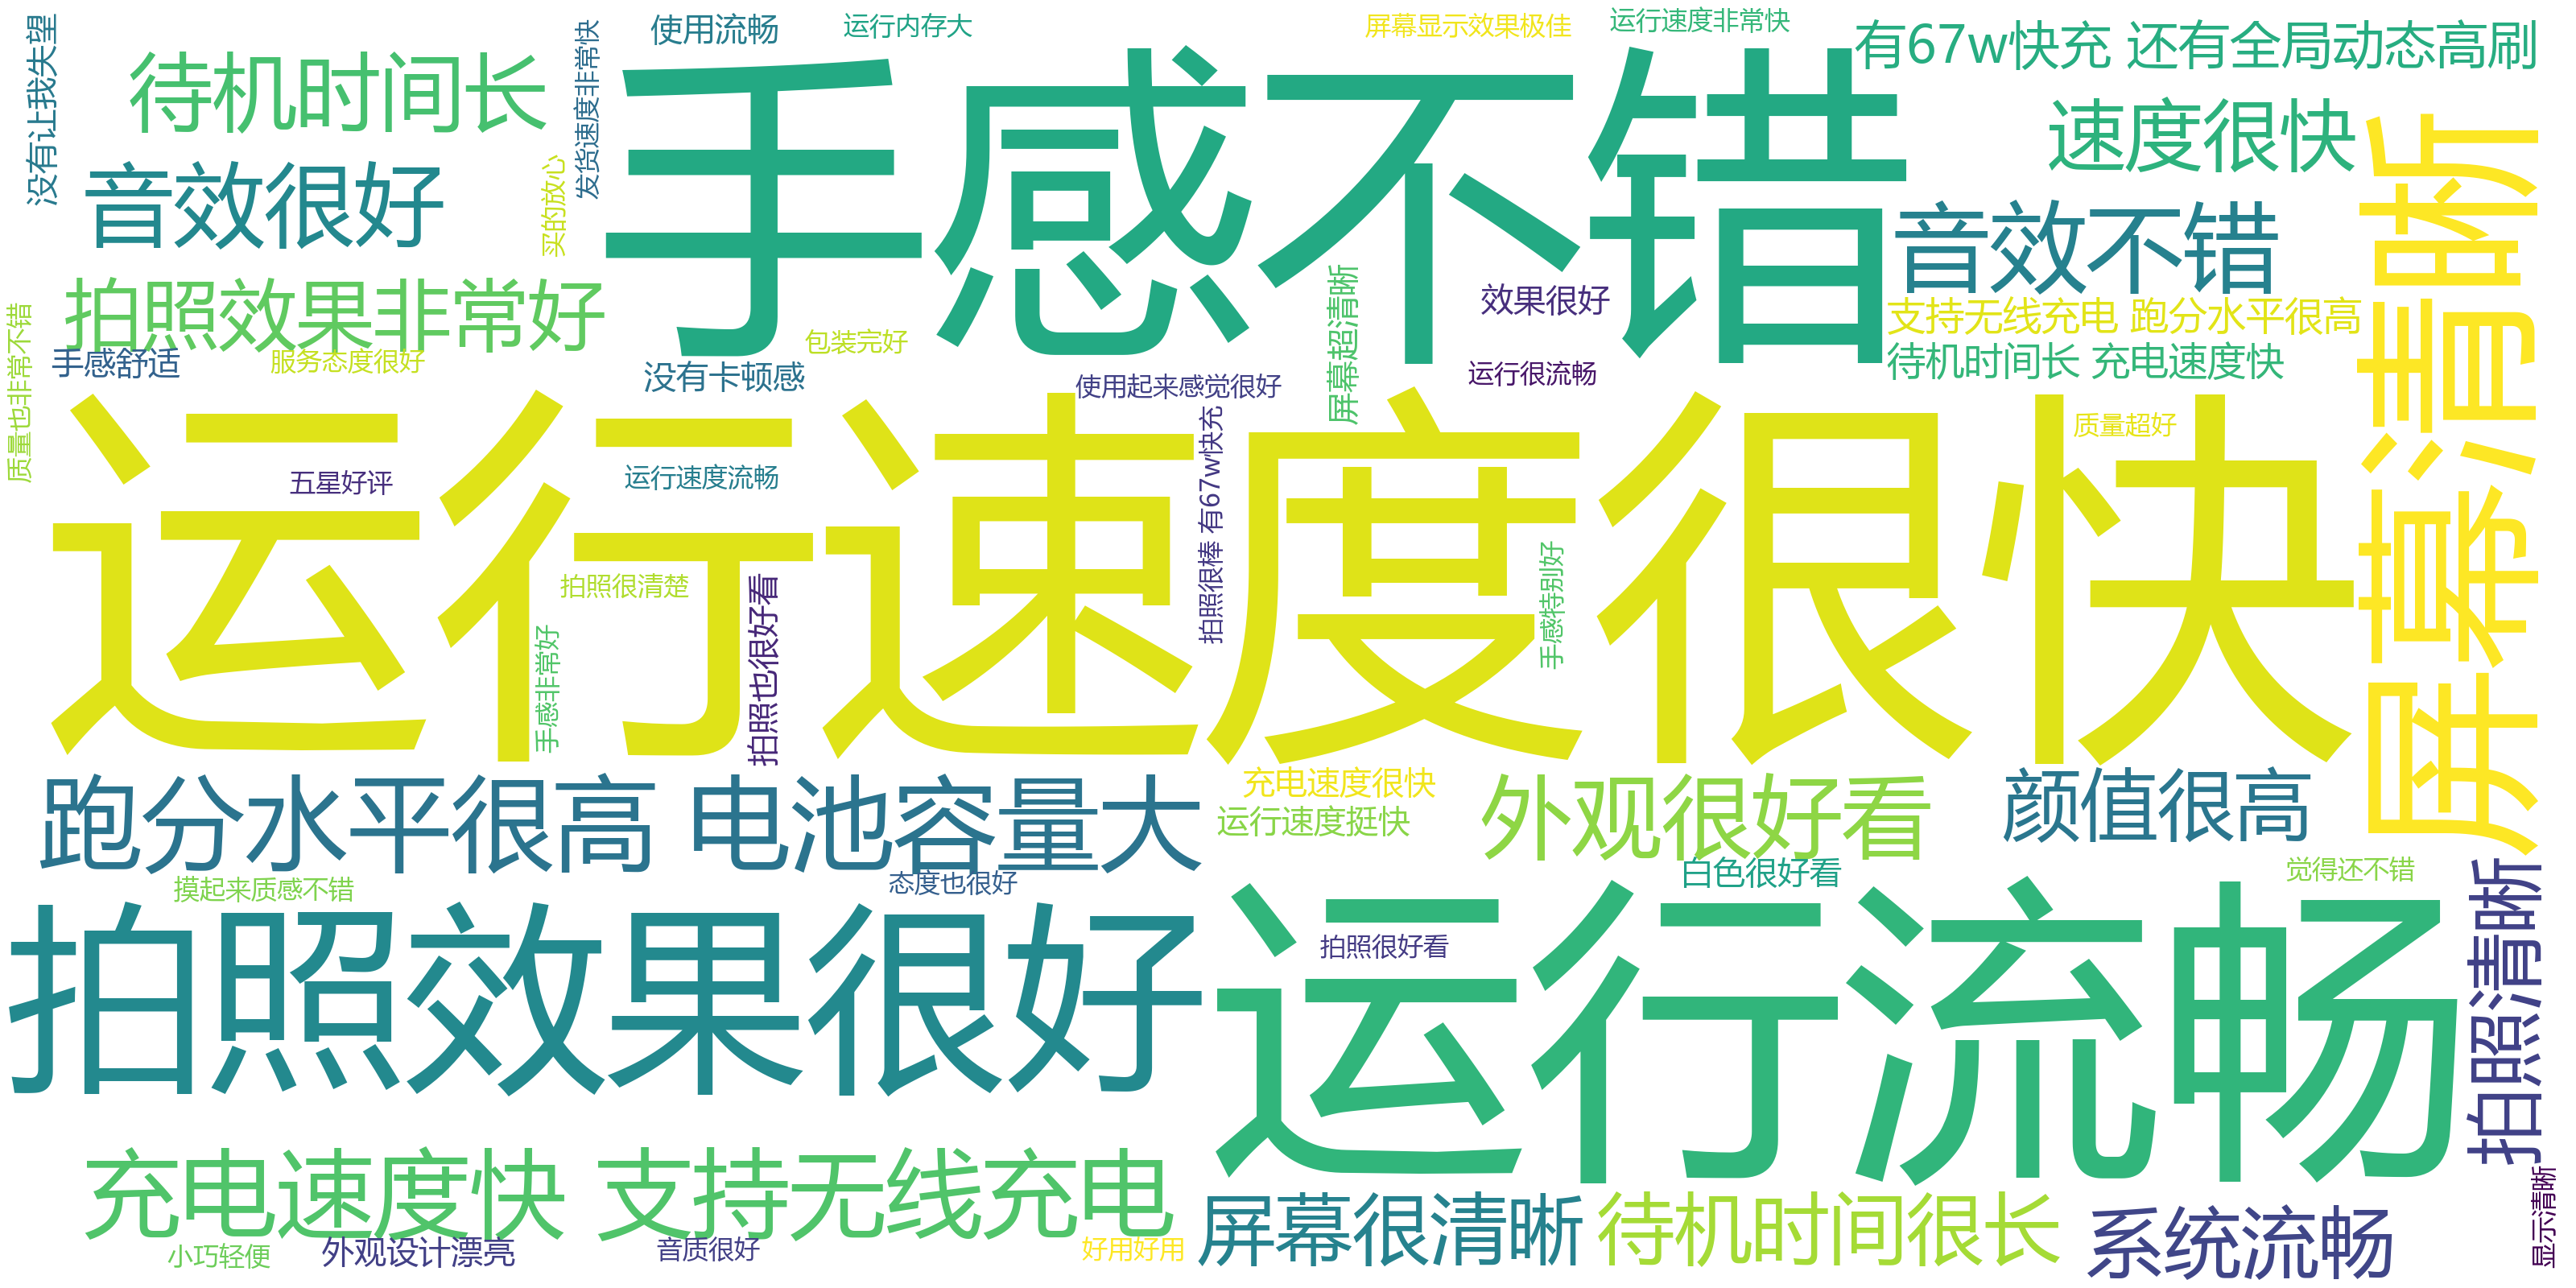 没有让我失望
待机时间长
发货速度非常快
使用流畅
运行内存大
屏幕显示效果极佳
运行速度非常快
有67w快充 还有全局动态高刷
手感不错
速度很快
音效很好
买的放心
音效不错
屏幕清晰
拍照效果非常好
效果很好
屏幕超清晰
支持无线充电 跑分水平很高
质量也非常不错
手感舒适
服务态度很好
包装完好
没有卡顿感
使用起来感觉很好
运行很流畅
待机时间长 充电速度快
运行速度很快
质量超好
五星好评
运行速度流畅
拍照很棒 有67w快充
拍照很清楚
拍照也很好看
手感特别好
手感非常好
跑分水平很高 电池容量大
充电速度很快
运行速度挺快
外观很好看
颜值很高
摸起来质感不错
态度也很好
白色很好看
觉得还不错
拍照清晰
拍照效果很好
拍照很好看
运行流畅
充电速度快 支持无线充电
屏幕很清晰
待机时间很长
系统流畅
显示清晰
小巧轻便
外观设计漂亮
音质很好
好用好用